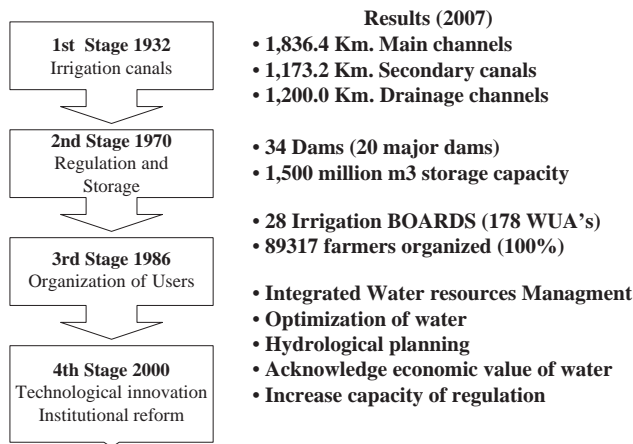 1st Stage 1932
Irrigation canals
2nd Stage 1970
Regulation and
Storage
3rd Stage 1986
Organization of Users
4th Stage 2000
Technological innovation
Institutional reform
Results (2007)
• 1,836.4 Km. Main channels
• 1,173.2 Km. Secondary canals
• 1,200.0 Km. Drainage channels
• 34 Dams (20 major dams)
• 1,500 million m3 storage capacity
• 28 Irrigation BOARDS (178 WUA's)
• 89317 farmers organized (100%)
• Integrated Water resources Managment
• Optimization of water
• Hydrological planning
• Acknowledge economic value of water
• Increase capacity of regulation